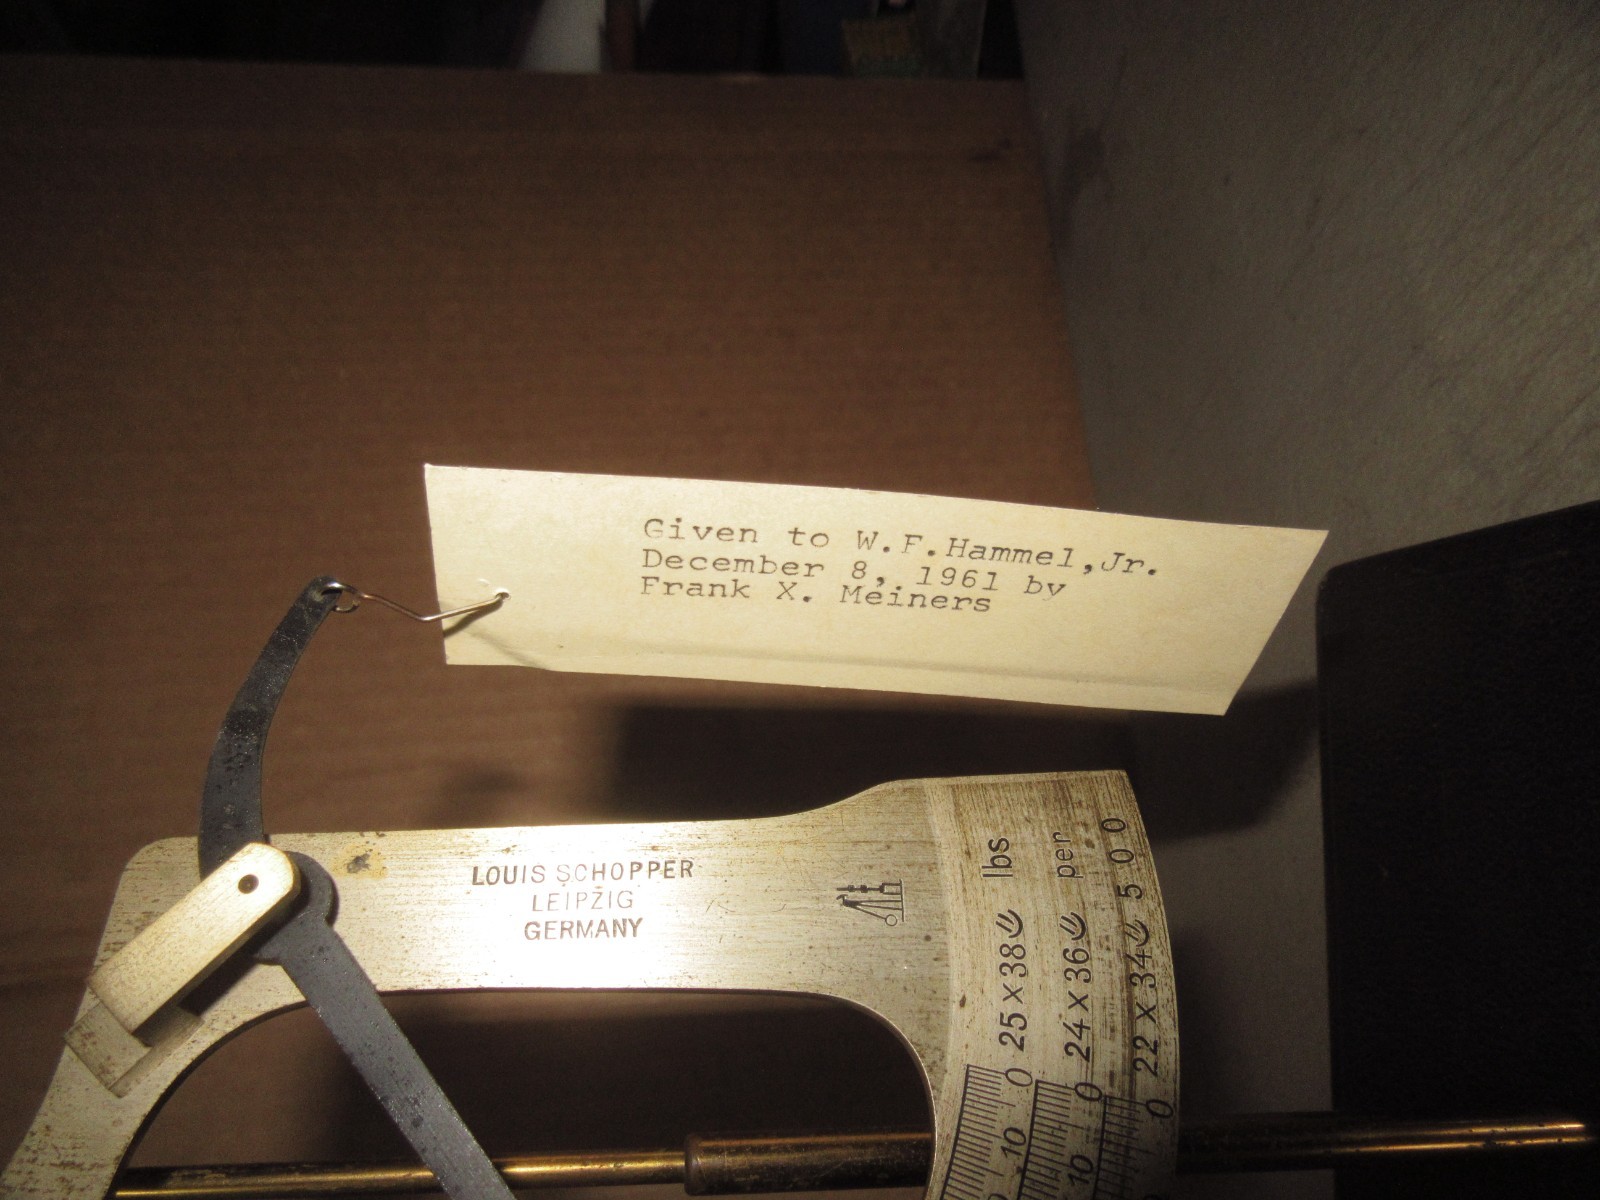 Given to W.F.Hammel,Jr.
December 8, 1961 by
Frank X. Meiners
LOUIS SCHOPPER
LEIPZIG
GERMANY
lbs per 500
25x38
24x36
22x34
0
10
0
10
0